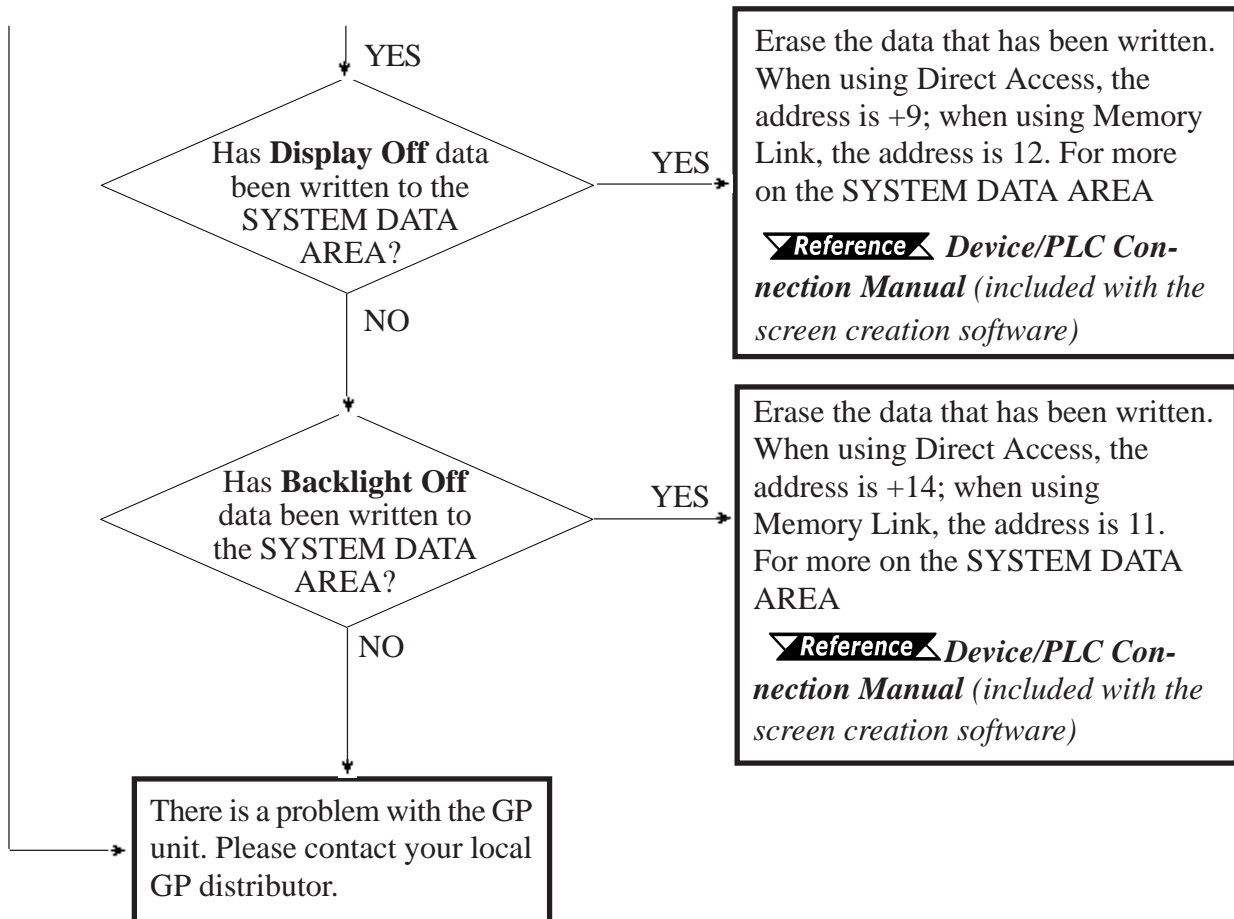 YES
Has Display Off data
been written to the
SYSTEM DATA
AREA?
YES
Erase the data that has been written.
When using Direct Access, the
address is +9; when using Memory
Link, the address is 12. For more
on the SYSTEM DATA AREA
Reference Device/PLC Con-
nection Manual (included with the
screen creation software)
NO
Has Backlight Off
data been written to
the SYSTEM DATA
AREA?
YES
Erase the data that has been written.
When using Direct Access, the
address is +14; when using
Memory Link, the address is 11.
For more on the SYSTEM DATA
AREA
Reference Device/PLC Con-
nection Manual (included with the
screen creation software)
NO
There is a problem with the GP
unit. Please contact your local
GP distributor.